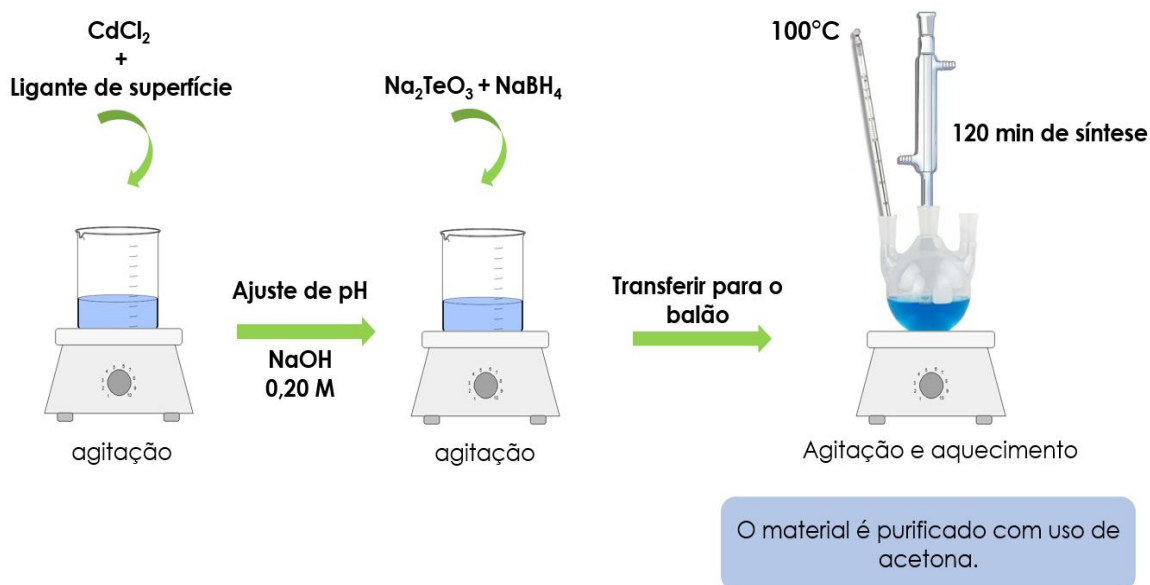 CdCl₂
+
Ligante de superfície
agitação
Ajuste de pH
NaOH
0,20 M
Na₂TeO₃ + NaBH₄
agitação
Transferir para o
balão
100°C
120 min de síntese
Agitação e aquecimento
O material é purificado com uso de
acetona.